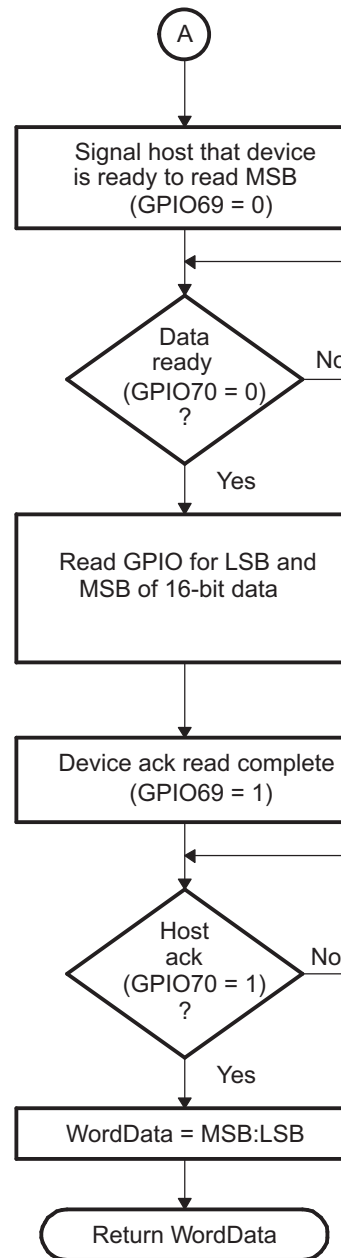 A
Signal host that device
is ready to read MSB
(GPIO69 = 0)
Data
ready
(GPIO70 = 0)
?
No
Yes
Read GPIO for LSB and
MSB of 16-bit data
Device ack read complete
(GPIO69 = 1)
Host
ack
(GPIO70 = 1)
?
No
Yes
WordData = MSB:LSB
Return WordData